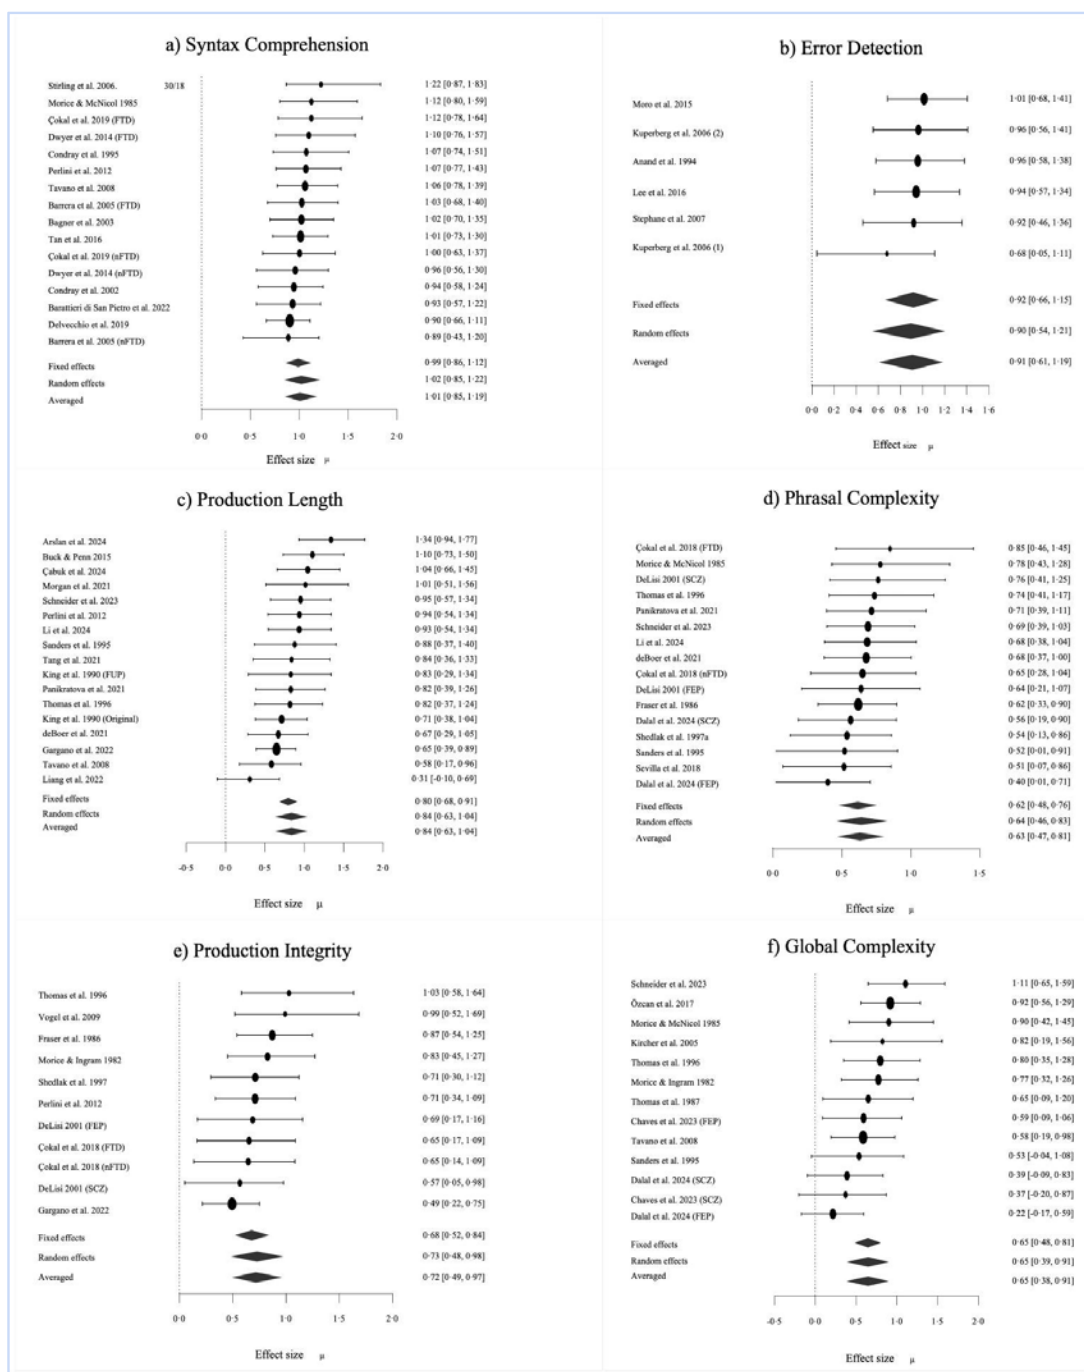 a) Syntax Comprehension
Stirling et al. 2006. 30/18 1·22 [0·87, 1·83]
Morice & McNicol 1985 1·12 [0·80, 1·59]
Çokal et al. 2019 (FTD) 1·12 [0·78, 1·64]
Dwyer et al. 2014 (FTD) 1·10 [0·76, 1·57]
Condray et al. 1995 1·07 [0·74, 1·51]
Perlini et al. 2012 1·07 [0·77, 1·43]
Tavano et al. 2008 1·06 [0·78, 1·39]
Barrera et al. 2005 (FTD) 1·03 [0·68, 1·40]
Bagner et al. 2003 1·02 [0·70, 1·35]
Tan et al. 2016 1·01 [0·73, 1·30]
Çokal et al. 2019 (nFTD) 1·00 [0·63, 1·37]
Dwyer et al. 2014 (nFTD) 0·96 [0·56, 1·30]
Condray et al. 2002 0·94 [0·58, 1·24]
Barattieri di San Pietro et al. 2022 0·93 [0·57, 1·22]
Delvecchio et al. 2019 0·90 [0·66, 1·11]
Barrera et al. 2005 (nFTD) 0·89 [0·43, 1·20]
Fixed effects 0·99 [0·86, 1·12]
Random effects 1·02 [0·85, 1·22]
Averaged 1·01 [0·85, 1·19]
0·0 0·5 1·0 1·5 2·0
Effect size μ
b) Error Detection
Moro et al. 2015 1·01 [0·68, 1·41]
Kuperberg et al. 2006 (2) 0·96 [0·56, 1·41]
Anand et al. 1994 0·96 [0·58, 1·38]
Lee et al. 2016 0·94 [0·57, 1·34]
Stephane et al. 2007 0·92 [0·46, 1·36]
Kuperberg et al. 2006 (1) 0·68 [0·05, 1·11]
Fixed effects 0·92 [0·66, 1·15]
Random effects 0·90 [0·54, 1·21]
Averaged 0·91 [0·61, 1·19]
0·0 0·2 0·4 0·6 0·8 1·0 1·2 1·4 1·6
Effect size μ
c) Production Length
Arslan et al. 2024 1·34 [0·94, 1·77]
Buck & Penn 2015 1·10 [0·73, 1·50]
Çabuk et al. 2024 1·04 [0·66, 1·45]
Morgan et al. 2021 1·01 [0·51, 1·56]
Schneider et al. 2023 0·95 [0·57, 1·34]
Perlini et al. 2012 0·94 [0·54, 1·34]
Li et al. 2024 0·93 [0·54, 1·34]
Sanders et al. 1995 0·88 [0·37, 1·40]
Tang et al. 2021 0·84 [0·36, 1·33]
King et al. 1990 (FUP) 0·83 [0·29, 1·34]
Panikratova et al. 2021 0·82 [0·39, 1·26]
Thomas et al. 1996 0·82 [0·37, 1·24]
King et al. 1990 (Original) 0·71 [0·38, 1·04]
deBoer et al. 2021 0·67 [0·29, 1·05]
Gargano et al. 2022 0·65 [0·39, 0·89]
Tavano et al. 2008 0·58 [0·17, 0·96]
Liang et al. 2022 0·31 [-0·10, 0·69]
Fixed effects 0·80 [0·68, 0·91]
Random effects 0·84 [0·63, 1·04]
Averaged 0·84 [0·63, 1·04]
-0·5 0·0 0·5 1·0 1·5 2·0
Effect size μ
d) Phrasal Complexity
Çokal et al. 2018 (FTD) 0·85 [0·46, 1·45]
Morice & McNicol 1985 0·78 [0·43, 1·28]
DeLisi 2001 (SCZ) 0·76 [0·41, 1·25]
Thomas et al. 1996 0·74 [0·41, 1·17]
Panikratova et al. 2021 0·71 [0·39, 1·11]
Schneider et al. 2023 0·69 [0·39, 1·03]
Li et al. 2024 0·68 [0·38, 1·04]
deBoer et al. 2021 0·68 [0·37, 1·00]
Çokal et al. 2018 (nFTD) 0·65 [0·28, 1·04]
DeLisi 2001 (FEP) 0·64 [0·21, 1·07]
Fraser et al. 1986 0·62 [0·33, 0·90]
Dalal et al. 2024 (SCZ) 0·56 [0·19, 0·90]
Shedlak et al. 1997a 0·54 [0·13, 0·86]
Sanders et al. 1995 0·52 [0·01, 0·91]
Sevilla et al. 2018 0·51 [0·07, 0·86]
Dalal et al. 2024 (FEP) 0·40 [0·01, 0·71]
Fixed effects 0·62 [0·48, 0·76]
Random effects 0·64 [0·46, 0·83]
Averaged 0·63 [0·47, 0·81]
0·0 0·5 1·0 1·5
Effect size μ
e) Production Integrity
Thomas et al. 1996 1·03 [0·58, 1·64]
Vogel et al. 2009 0·99 [0·52, 1·69]
Fraser et al. 1986 0·87 [0·54, 1·25]
Morice & Ingram 1982 0·83 [0·45, 1·27]
Shedlak et al. 1997 0·71 [0·30, 1·12]
Perlini et al. 2012 0·71 [0·34, 1·09]
DeLisi 2001 (FEP) 0·69 [0·17, 1·16]
Çokal et al. 2018 (FTD) 0·65 [0·17, 1·09]
Çokal et al. 2018 (nFTD) 0·65 [0·14, 1·09]
DeLisi 2001 (SCZ) 0·57 [0·05, 0·98]
Gargano et al. 2022 0·49 [0·22, 0·75]
Fixed effects 0·68 [0·52, 0·84]
Random effects 0·73 [0·48, 0·98]
Averaged 0·72 [0·49, 0·97]
0·0 0·5 1·0 1·5 2·0
Effect size μ
f) Global Complexity
Schneider et al. 2023 1·11 [0·65, 1·59]
Özcan et al. 2017 0·92 [0·56, 1·29]
Morice & McNicol 1985 0·90 [0·42, 1·45]
Kircher et al. 2005 0·82 [0·19, 1·56]
Thomas et al. 1996 0·80 [0·35, 1·28]
Morice & Ingram 1982 0·77 [0·32, 1·26]
Thomas et al. 1987 0·65 [0·09, 1·20]
Chaves et al. 2023 (FEP) 0·59 [0·09, 1·06]
Tavano et al. 2008 0·58 [0·19, 0·98]
Sanders et al. 1995 0·53 [-0·04, 1·08]
Dalal et al. 2024 (SCZ) 0·39 [-0·09, 0·83]
Chaves et al. 2023 (SCZ) 0·37 [-0·20, 0·87]
Dalal et al. 2024 (FEP) 0·22 [-0·17, 0·59]
Fixed effects 0·65 [0·48, 0·81]
Random effects 0·65 [0·39, 0·91]
Averaged 0·65 [0·38, 0·91]
-0·5 0·0 0·5 1·0 1·5 2·0
Effect size μ